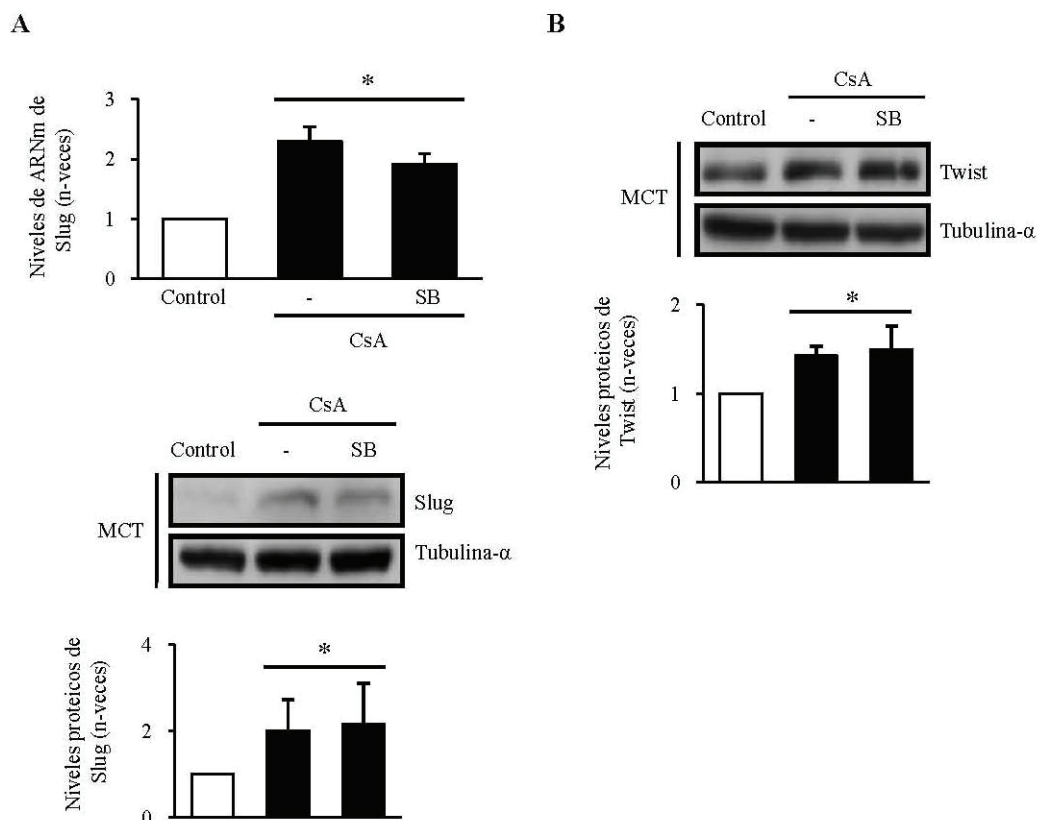 A
Niveles de ARNm de
Slug (n-veces)
3
2
1
0
*
Control - SB
CsA
CsA
Control - SB
MCT
Slug
Tubulina-α
Niveles proteicos de
Slug (n-veces)
4
2
0
*
B
CsA
Control - SB
MCT
Twist
Tubulina-α
Niveles proteicos de
Twist (n-veces)
2
1
0
*